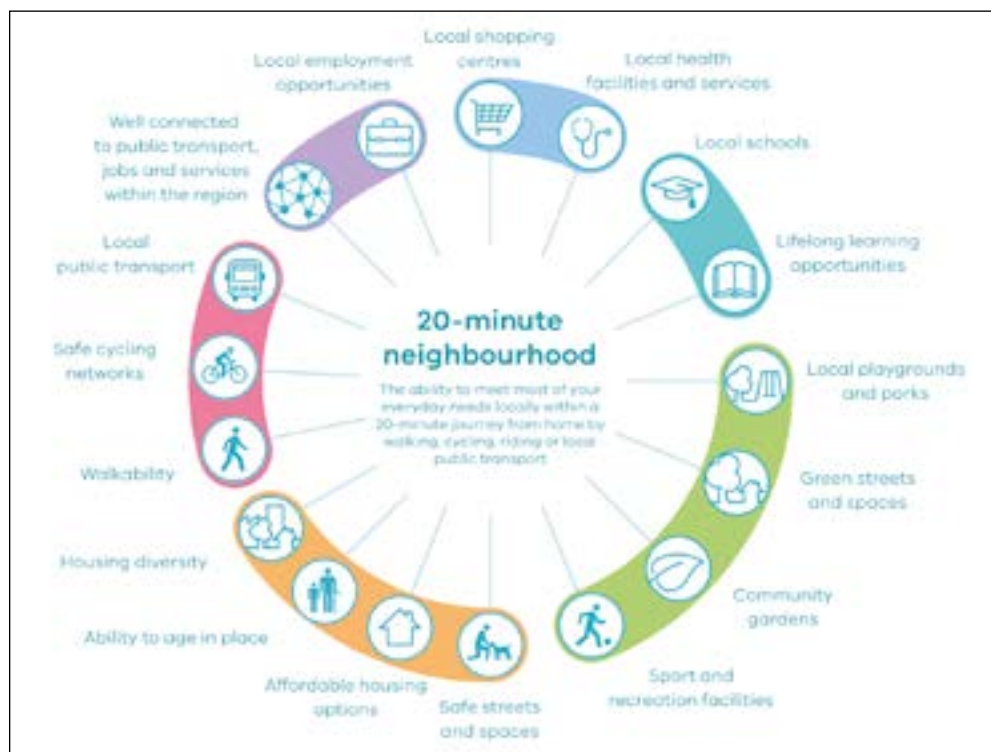 Local shopping
centres
Local health
facilities and services
Local schools
Lifelong learning
opportunities
Local playgrounds
and parks
Green streets
and spaces
Community
gardens
Sport and
recreation facilities
Safe streets
and spaces
Affordable housing
options
Ability to age in place
Housing diversity
Walkability
Safe cycling
networks
Local
public transport
Well connected
to public transport,
jobs and services
within the region
Local employment
opportunities
20-minute
neighbourhood
The ability to meet most of your
everyday needs locally within a
20-minute journey from home by
walking, cycling, riding or local
public transport